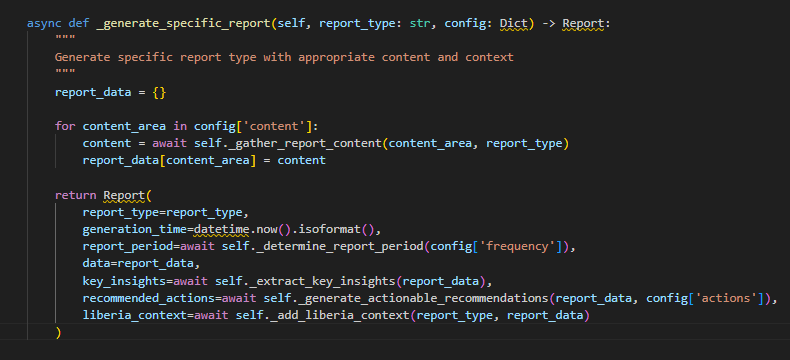 async def _generate_specific_report(self, report_type: str, config: Dict) -> Report:
"""
Generate specific report type with appropriate content and context
"""
report_data = {}
for content_area in config['content']:
content = await self._gather_report_content(content_area, report_type)
report_data[content_area] = content
return Report(
report_type=report_type,
generation_time=datetime.now().isoformat(),
report_period=await self._determine_report_period(config['frequency']),
data=report_data,
key_insights=await self._extract_key_insights(report_data),
recommended_actions=await self._generate_actionable_recommendations(report_data, config['actions']),
liberia_context=await self._add_liberia_context(report_type, report_data)
)